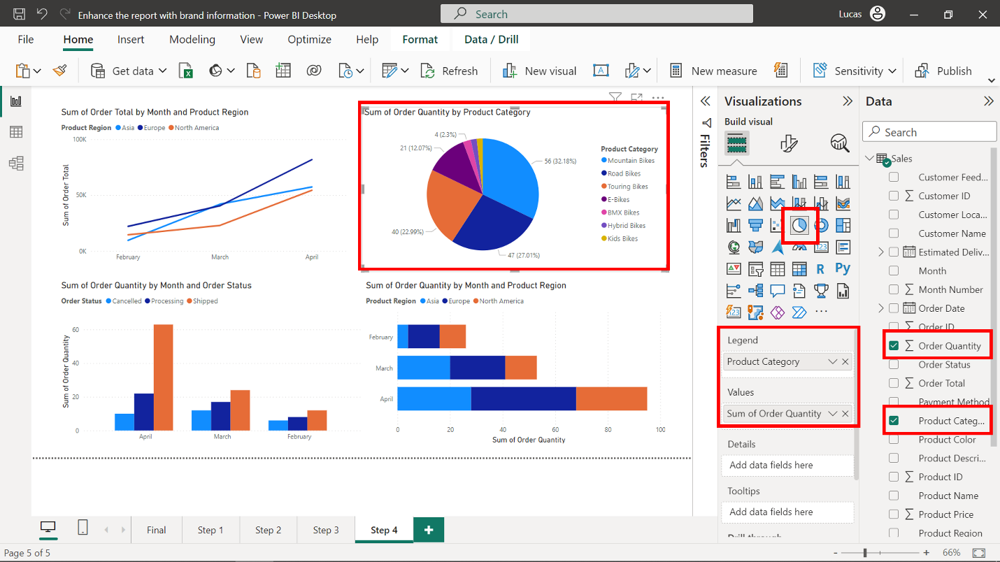 Enhance the report with brand information - Power BI Desktop
Search
Lucas
File Home Insert Modeling View Optimize Help Format Data / Drill
Get data
Refresh
New visual
A
New measure
Sensitivity
Publish
Sum of Order Total by Month and Product Region
Product Region Asia Europe North America
Sum of Order Total
100K
50K
0K
February March April
Sum of Order Quantity by Product Category
4 (2.3%)
21 (12.07%)
56 (32.18%)
40 (22.99%)
47 (27.01%)
Product Category
Mountain Bikes
Road Bikes
Touring Bikes
E-Bikes
BMX Bikes
Hybrid Bikes
Kids Bikes
Sum of Order Quantity by Month and Order Status
Order Status Cancelled Processing Shipped
Sum of Order Quantity
60
40
20
0
April March February
Sum of Order Quantity by Month and Product Region
Product Region Asia Europe North America
February
March
April
0 20 40 60 80 100
Sum of Order Quantity
Filters
Visualizations
Build visual
123
R Py
123
Legend
Product Category
Values
Sum of Order Quantity
Details
Add data fields here
Tooltips
Add data fields here
Drill through
Data
Search
Sales
Customer Feed...
Customer ID
Customer Loca...
Customer Name
Estimated Deliv...
Month
Month Number
Order Date
Order ID
Order Quantity
Order Status
Order Total
Payment Method
Product Categ...
Product Color
Product Descri...
Product ID
Product Name
Product Price
Product Region
Final Step 1 Step 2 Step 3 Step 4 +
Page 5 of 5
- + 66%